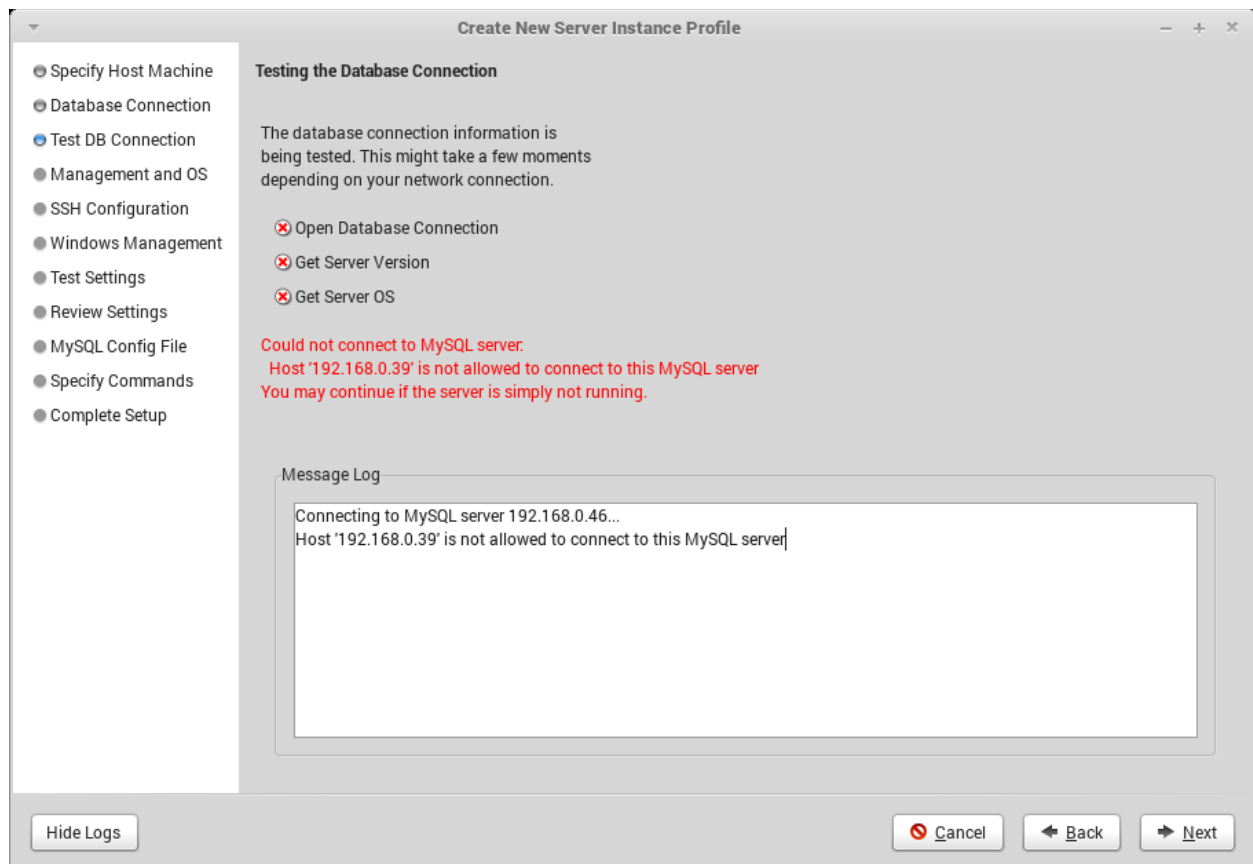 Create New Server Instance Profile
Specify Host Machine
Database Connection
Test DB Connection
Management and OS
SSH Configuration
Windows Management
Test Settings
Review Settings
MySQL Config File
Specify Commands
Complete Setup
Testing the Database Connection
The database connection information is
being tested. This might take a few moments
depending on your network connection.
Open Database Connection
Get Server Version
Get Server OS
Could not connect to MySQL server:
Host '192.168.0.39' is not allowed to connect to this MySQL server
You may continue if the server is simply not running.
Message Log
Connecting to MySQL server 192.168.0.46...
Host '192.168.0.39' is not allowed to connect to this MySQL server
Hide Logs
Cancel
Back
Next